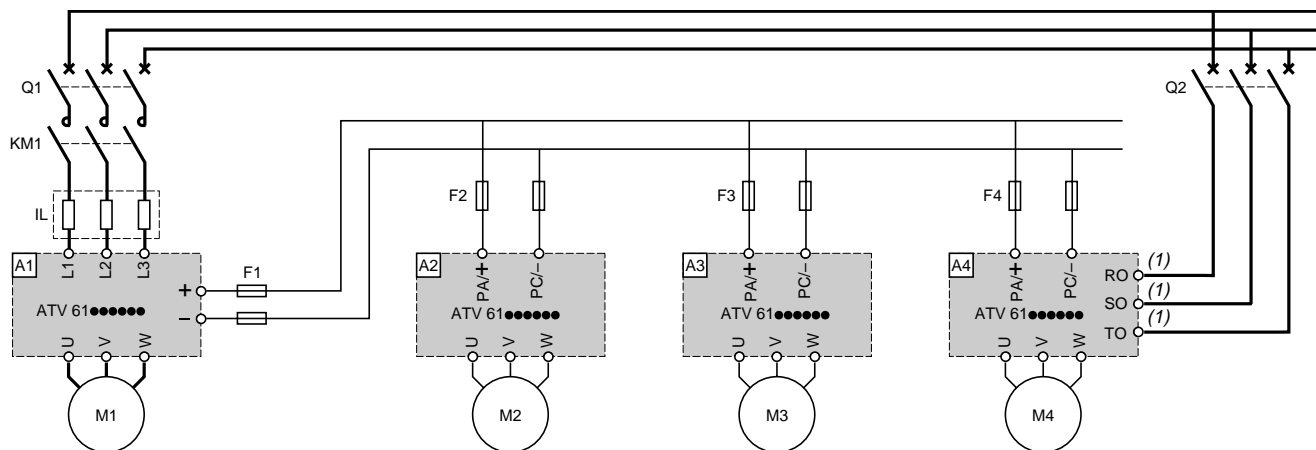 Q1
Q2
KM1
F2
F3
F4
IL
A1
L1
L2
L3
F1
A2
PA/+
PC/–
A3
PA/+
PC/–
A4
PA/+
PC/–
RO
(1)
SO
(1)
TO
(1)
+
–
ATV 61●●●●●●
ATV 61●●●●●●
ATV 61●●●●●●
ATV 61●●●●●●
U
V
W
U
V
W
U
V
W
U
V
W
M1
M2
M3
M4